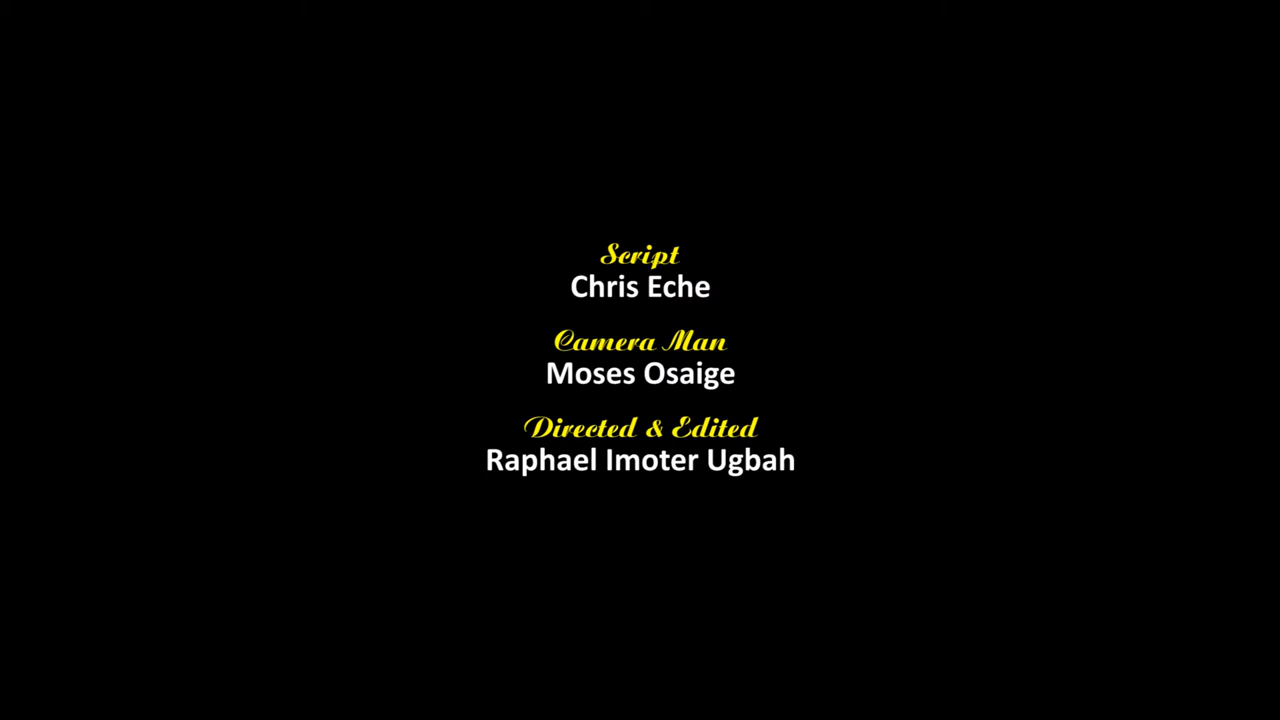 Script
Chris Eche
Camera Man
Moses Osaige
Directed & Edited
Raphael Imoter Ugbah